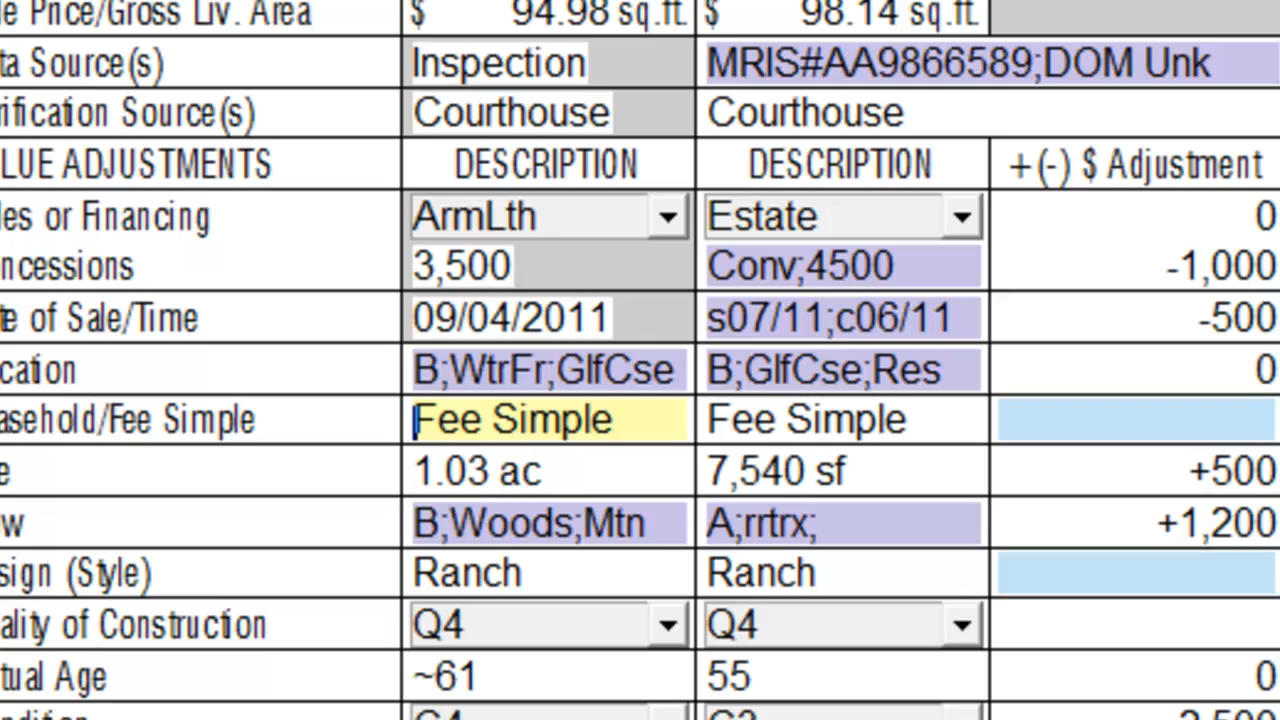 le Price/Gross Liv. Area $ 94.98 sq.ft. $ 98.14 sq.ft.
ta Source(s) Inspection MRIS#AA9866589;DOM Unk
rification Source(s) Courthouse Courthouse
LUE ADJUSTMENTS DESCRIPTION DESCRIPTION +(-) $ Adjustment
les or Financing ArmLth Estate 0
ncessions 3,500 Conv;4500 -1,000
te of Sale/Time 09/04/2011 s07/11;c06/11 -500
cation B;WtrFr;GlfCse B;GlfCse;Res 0
asehold/Fee Simple Fee Simple Fee Simple
e 1.03 ac 7,540 sf +500
w B;Woods;Mtn A;rrtrx; +1,200
sign (Style) Ranch Ranch
ality of Construction Q4 Q4
tual Age ~61 55 0